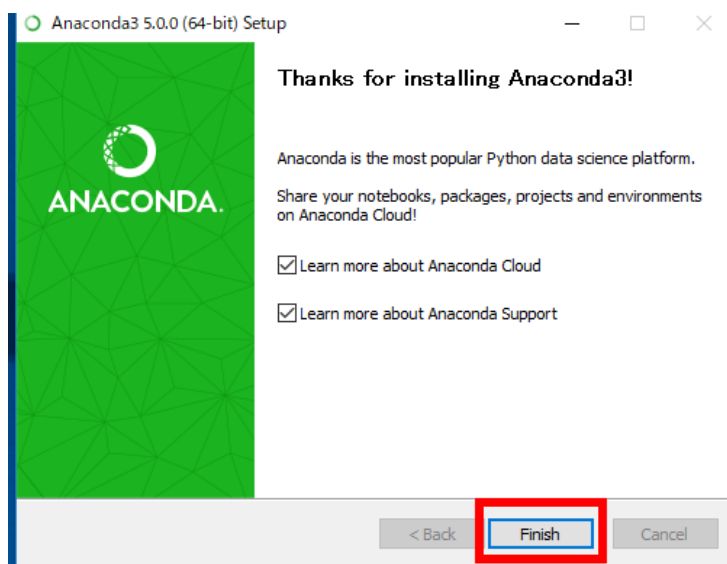 Anaconda3 5.0.0 (64-bit) Setup
Thanks for installing Anaconda3!
ANACONDA.
Anaconda is the most popular Python data science platform.
Share your notebooks, packages, projects and environments
on Anaconda Cloud!
Learn more about Anaconda Cloud
Learn more about Anaconda Support
< Back
Finish
Cancel